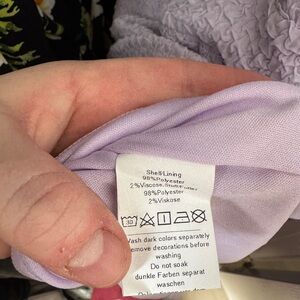 Shell/Lining
98%Polyester
2%Viscose,
98%Polyester
2%Viskose
30
Wash dark colors separately
Remove decorations before
washing
Do not soak
dunkle Farben separat
waschen